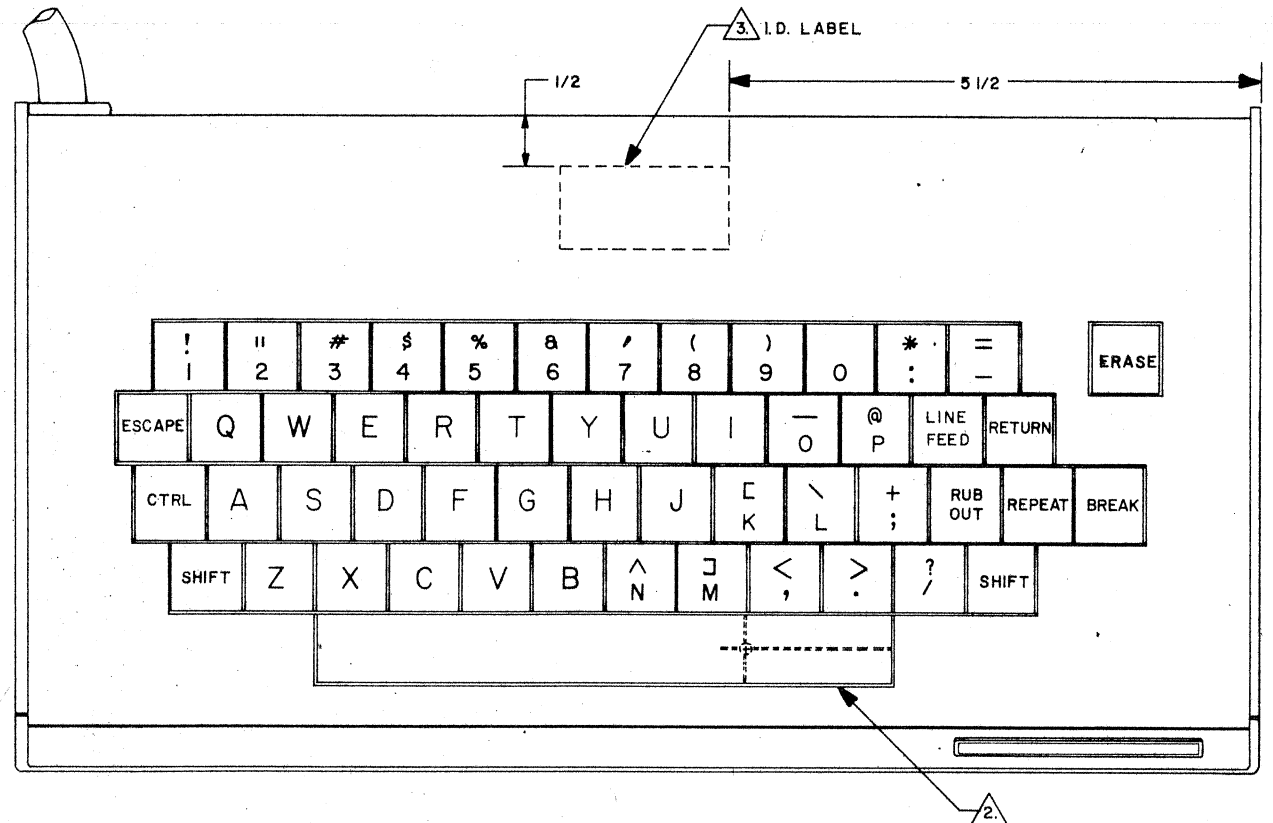 3. I.D. LABEL
1/2
5 1/2
! " # $ % & ' ( ) * =
1 2 3 4 5 6 7 8 9 0 : -
ERASE
ESCAPE Q W E R T Y U I — O @ P LINE FEED RETURN
CTRL A S D F G H J [ K \ L + ; RUB OUT REPEAT BREAK
SHIFT Z X C V B ^ N ] M < , > . ? / SHIFT
2.